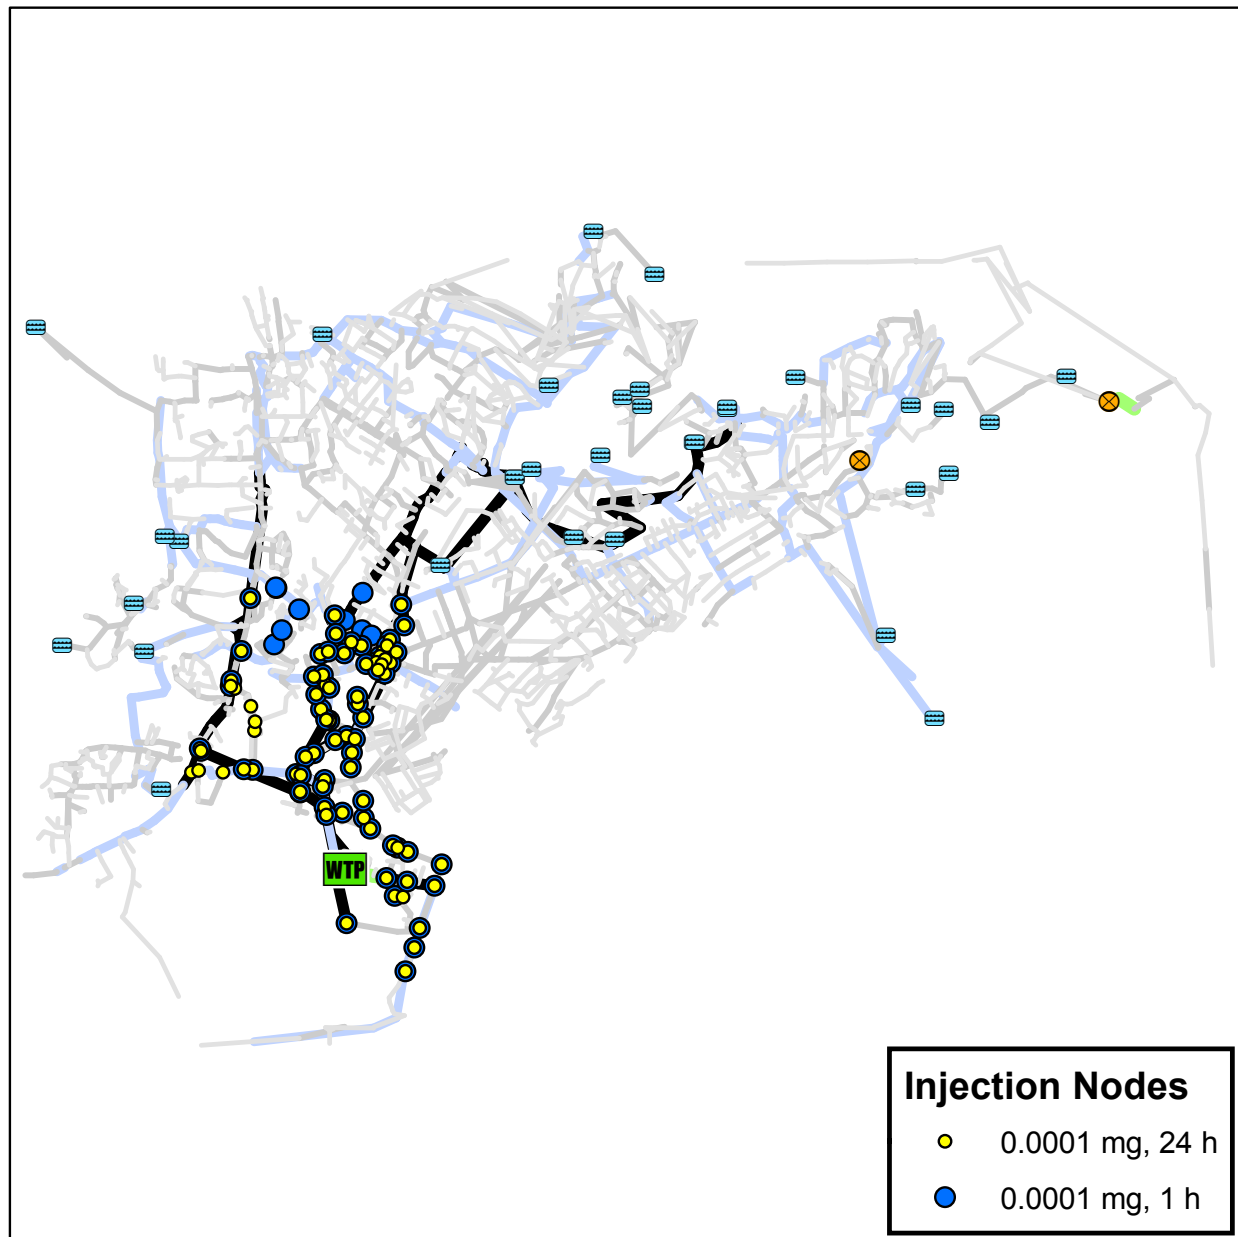 WTP
Injection Nodes
0.0001 mg, 24 h
0.0001 mg, 1 h